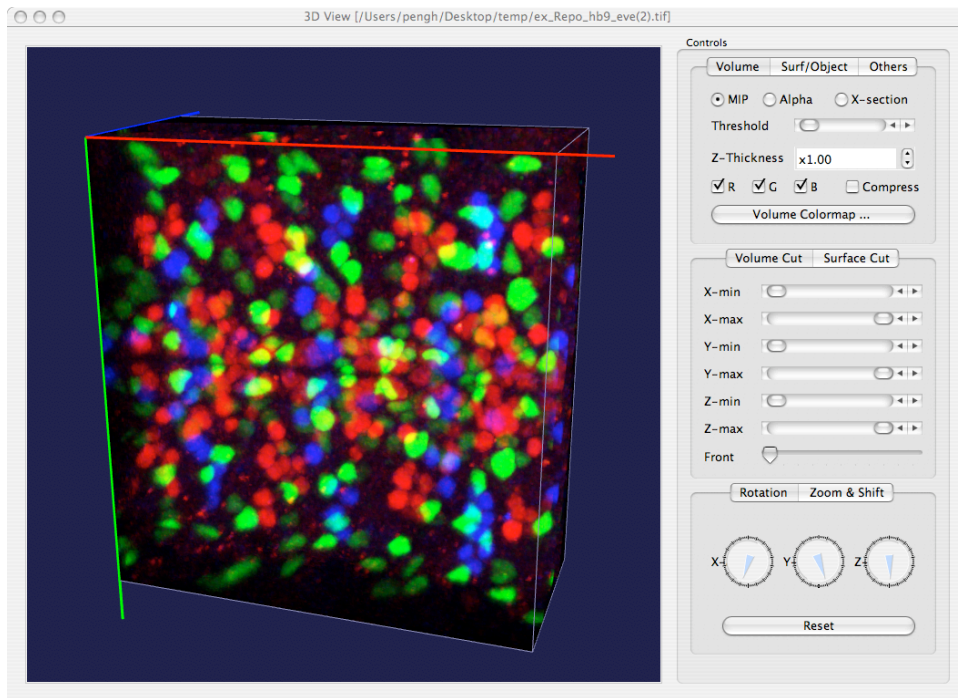 3D View [/Users/pengh/Desktop/temp/ex_Repo_hb9_eve(2).tif]
Controls
Volume Surf/Object Others
MIP Alpha X-section
Threshold
Z-Thickness x1.00
R G B Compress
Volume Colormap ...
Volume Cut Surface Cut
X-min
X-max
Y-min
Y-max
Z-min
Z-max
Front
Rotation Zoom & Shift
X- Y- Z-
Reset